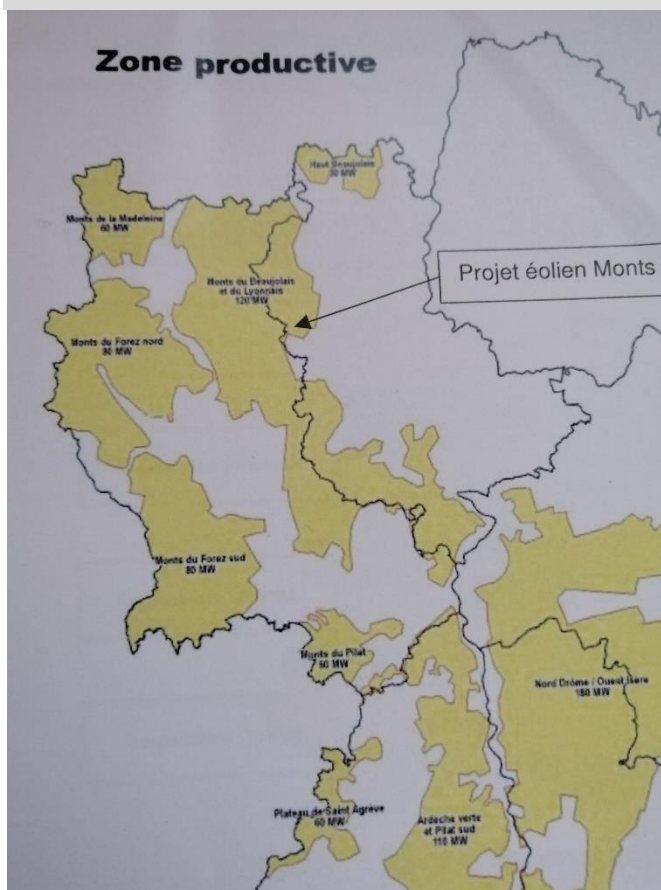 Zone productive
Haut Beaujolais
30 MW
Monts de la Madeleine
60 MW
Monts du Beaujolais
et du Lyonnais
120 MW
Projet éolien Monts
Monts du Forez nord
80 MW
Monts du Forez sud
80 MW
Monts du Pilat
60 MW
Nord Drôme / Ouest Isère
180 MW
Plateau de Saint Agrève
60 MW
Ardèche verte
et Pilat sud
110 MW